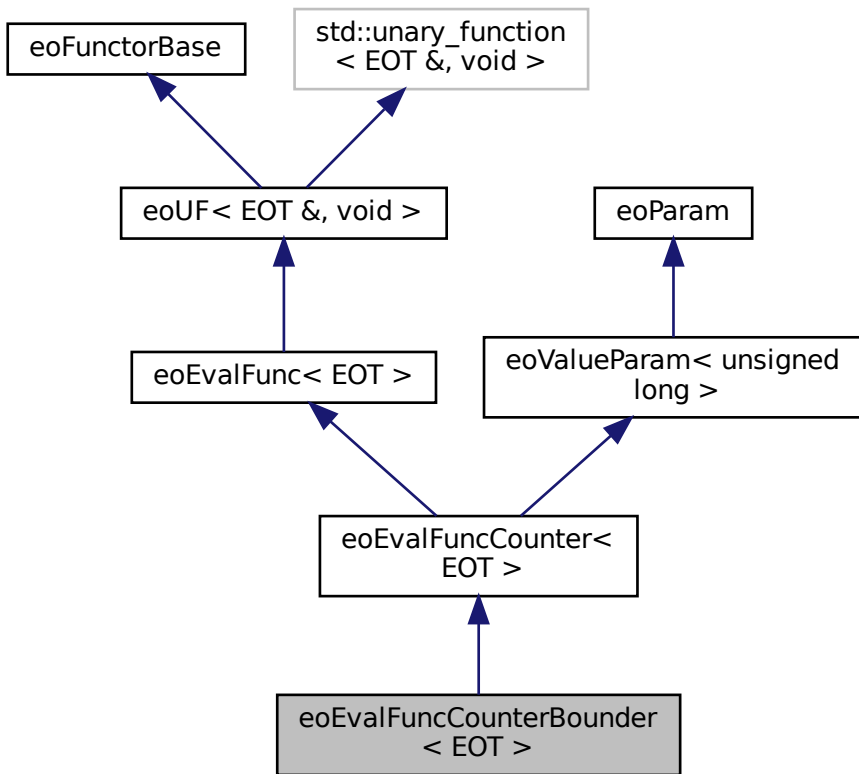 eoFunctorBase
std::unary_function
< EOT &, void >
eoUF< EOT &, void >
eoParam
eoEvalFunc< EOT >
eoValueParam< unsigned
long >
eoEvalFuncCounter<
EOT >
eoEvalFuncCounterBounder
< EOT >